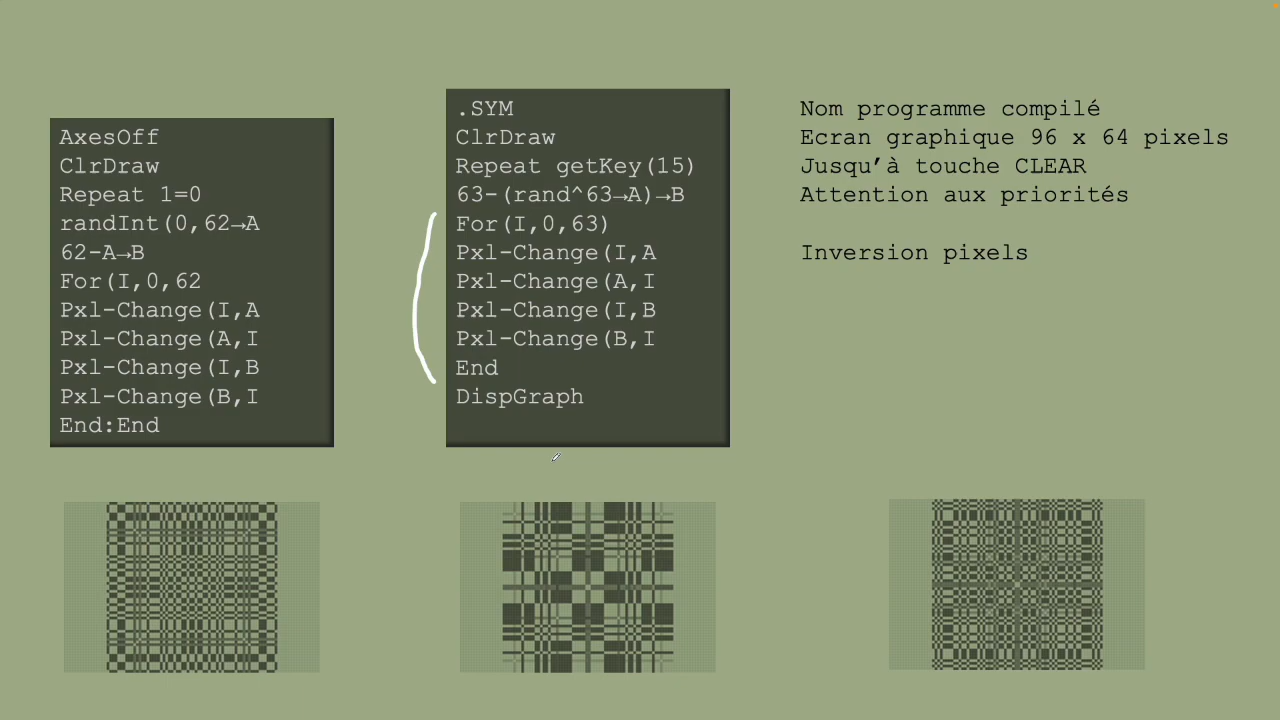 AxesOff
ClrDraw
Repeat 1=0
randInt(0,62→A
62-A→B
For(I,0,62
Pxl-Change(I,A
Pxl-Change(A,I
Pxl-Change(I,B
Pxl-Change(B,I
End:End
.SYM
ClrDraw
Repeat getKey(15)
63-(rand^63→A)→B
For(I,0,63)
Pxl-Change(I,A
Pxl-Change(A,I
Pxl-Change(I,B
Pxl-Change(B,I
End
DispGraph
Nom programme compilé
Ecran graphique 96 x 64 pixels
Jusqu’à touche CLEAR
Attention aux priorités
Inversion pixels